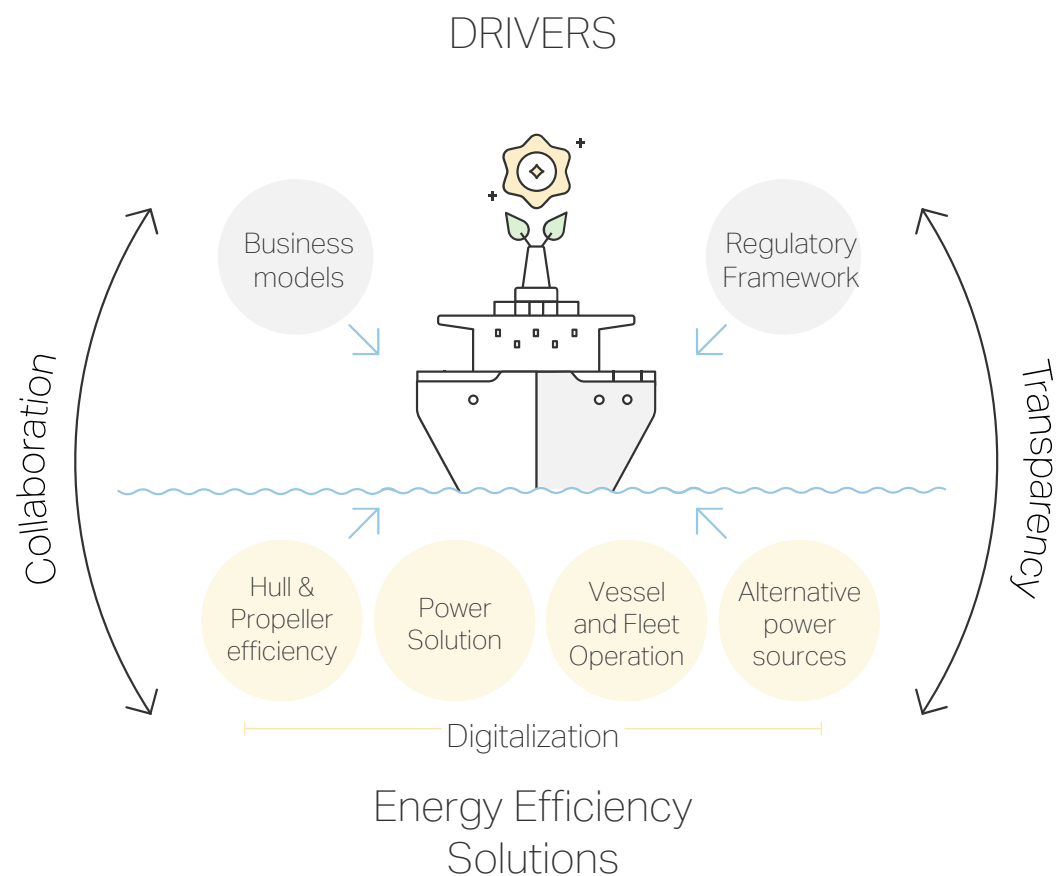 DRIVERS
Business
models
Regulatory
Framework
Collaboration
Transparency
Hull &
Propeller
efficiency
Power
Solution
Vessel
and Fleet
Operation
Alternative
power
sources
Digitalization
Energy Efficiency
Solutions